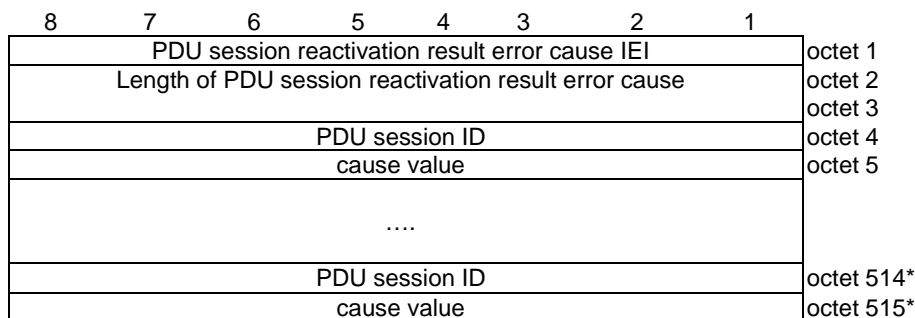 8 7 6 5 4 3 2 1
PDU session reactivation result error cause IEI octet 1
Length of PDU session reactivation result error cause octet 2
octet 3
PDU session ID octet 4
cause value octet 5
....
PDU session ID octet 514*
cause value octet 515*